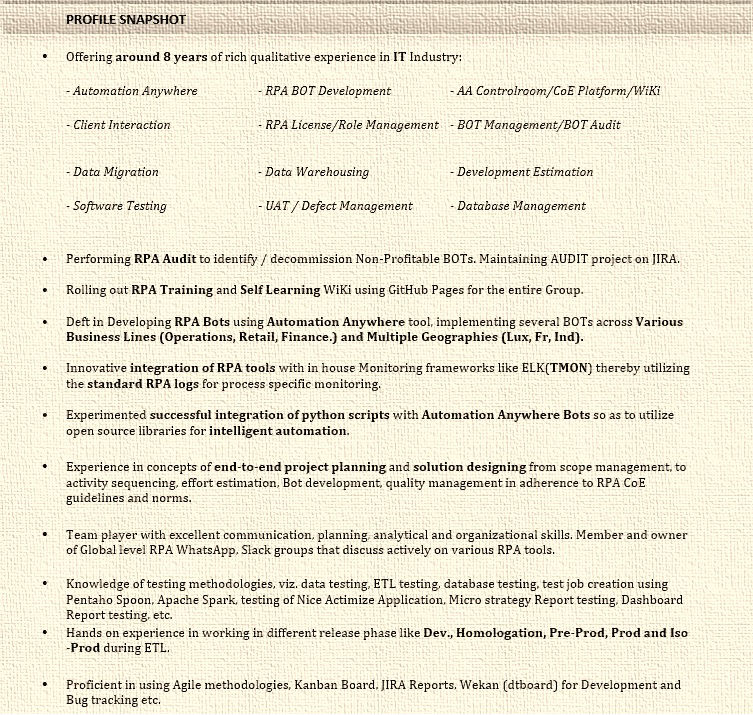 PROFILE SNAPSHOT
• Offering around 8 years of rich qualitative experience in IT Industry:
- Automation Anywhere - RPA BOT Development - AA Controlroom/CoE Platform/WiKi
- Client Interaction - RPA License/Role Management - BOT Management/BOT Audit
- Data Migration - Data Warehousing - Development Estimation
- Software Testing - UAT / Defect Management - Database Management
• Performing RPA Audit to identify / decommission Non-Profitable BOTs. Maintaining AUDIT project on JIRA.
• Rolling out RPA Training and Self Learning WiKi using GitHub Pages for the entire Group.
• Deft in Developing RPA Bots using Automation Anywhere tool, implementing several BOTs across Various
Business Lines (Operations, Retail, Finance.) and Multiple Geographies (Lux, Fr, Ind).
• Innovative integration of RPA tools with in house Monitoring frameworks like ELK(TMON) thereby utilizing
the standard RPA logs for process specific monitoring.
• Experimented successful integration of python scripts with Automation Anywhere Bots so as to utilize
open source libraries for intelligent automation.
• Experience in concepts of end-to-end project planning and solution designing from scope management, to
activity sequencing, effort estimation, Bot development, quality management in adherence to RPA CoE
guidelines and norms.
• Team player with excellent communication, planning, analytical and organizational skills. Member and owner
of Global level RPA WhatsApp, Slack groups that discuss actively on various RPA tools.
• Knowledge of testing methodologies, viz. data testing, ETL testing, database testing, test job creation using
Pentaho Spoon, Apache Spark, testing of Nice Actimize Application, Micro strategy Report testing, Dashboard
Report testing, etc.
• Hands on experience in working in different release phase like Dev., Homologation, Pre-Prod, Prod and Iso
-Prod during ETL.
• Proficient in using Agile methodologies, Kanban Board, JIRA Reports. Wekan (dtboard) for Development and
Bug tracking etc.